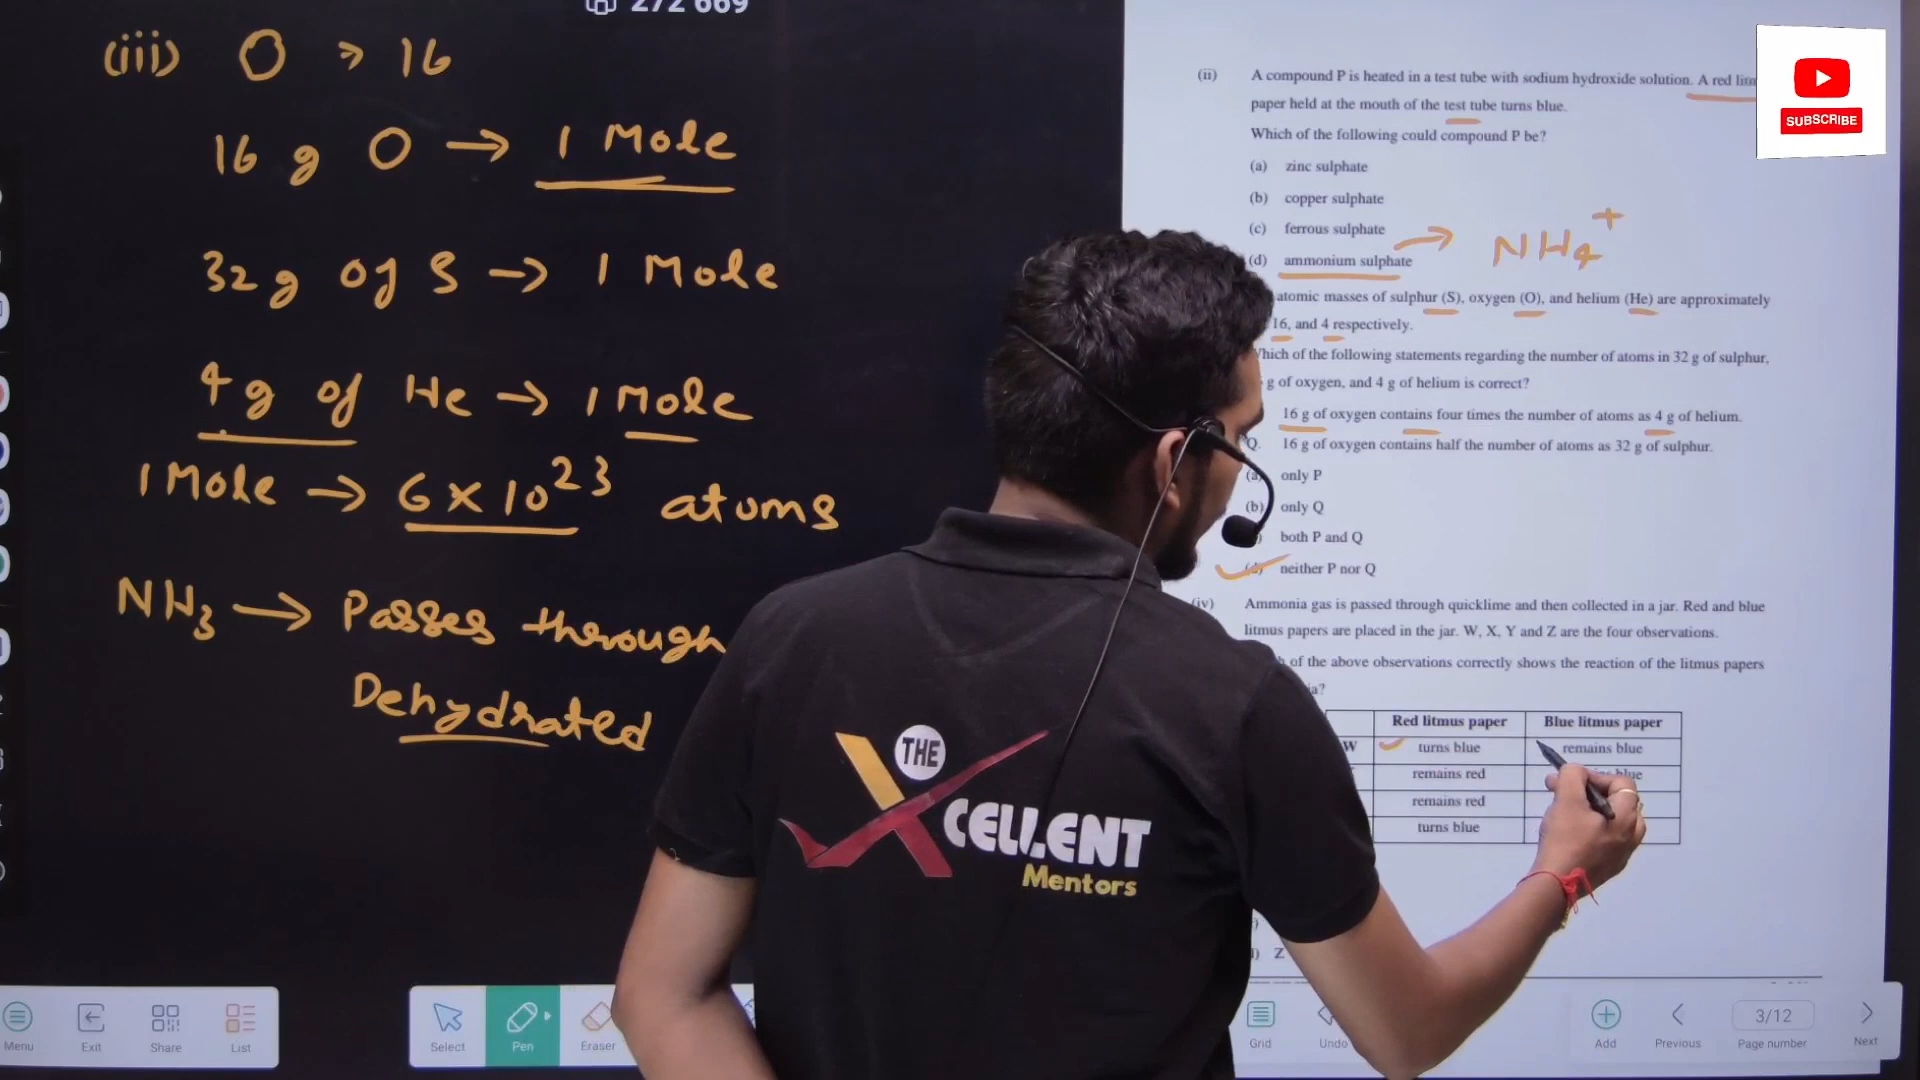 272 669
(iii) O → 16
16 g O → 1 Mole
32g of S → 1 Mole
4g of He → 1 Mole
1 Mole → 6 X 10²³ atoms
NH₃ → Passes through
Dehydrated
(ii) A compound P is heated in a test tube with sodium hydroxide solution. A red
paper held at the mouth of the test tube turns blue.
Which of the following could compound P be?
(a) zinc sulphate
(b) copper sulphate
(c) ferrous sulphate
(d) ammonium sulphate → NH₄⁺
atomic masses of sulphur (S), oxygen (O), and helium (He) are approximately
16, and 4 respectively.
Which of the following statements regarding the number of atoms in 32 g of sulphur,
g of oxygen, and 4 g of helium is correct?
16 g of oxygen contains four times the number of atoms as 4 g of helium.
Q. 16 g of oxygen contains half the number of atoms as 32 g of sulphur.
(a) only P
(b) only Q
both P and Q
(d) neither P nor Q
(iv) Ammonia gas is passed through quicklime and then collected in a jar. Red and blue
litmus papers are placed in the jar. W, X, Y and Z are the four observations.
of the above observations correctly shows the reaction of the litmus papers
Red litmus paper Blue litmus paper
W turns blue remains blue
remains red blue
remains red
turns blue
Z
SUBSCRIBE
THE
XCELLENT
Mentors
Menu Exit Share List Select Pen Eraser Grid Undo Add Previous 3/12 Page number Next